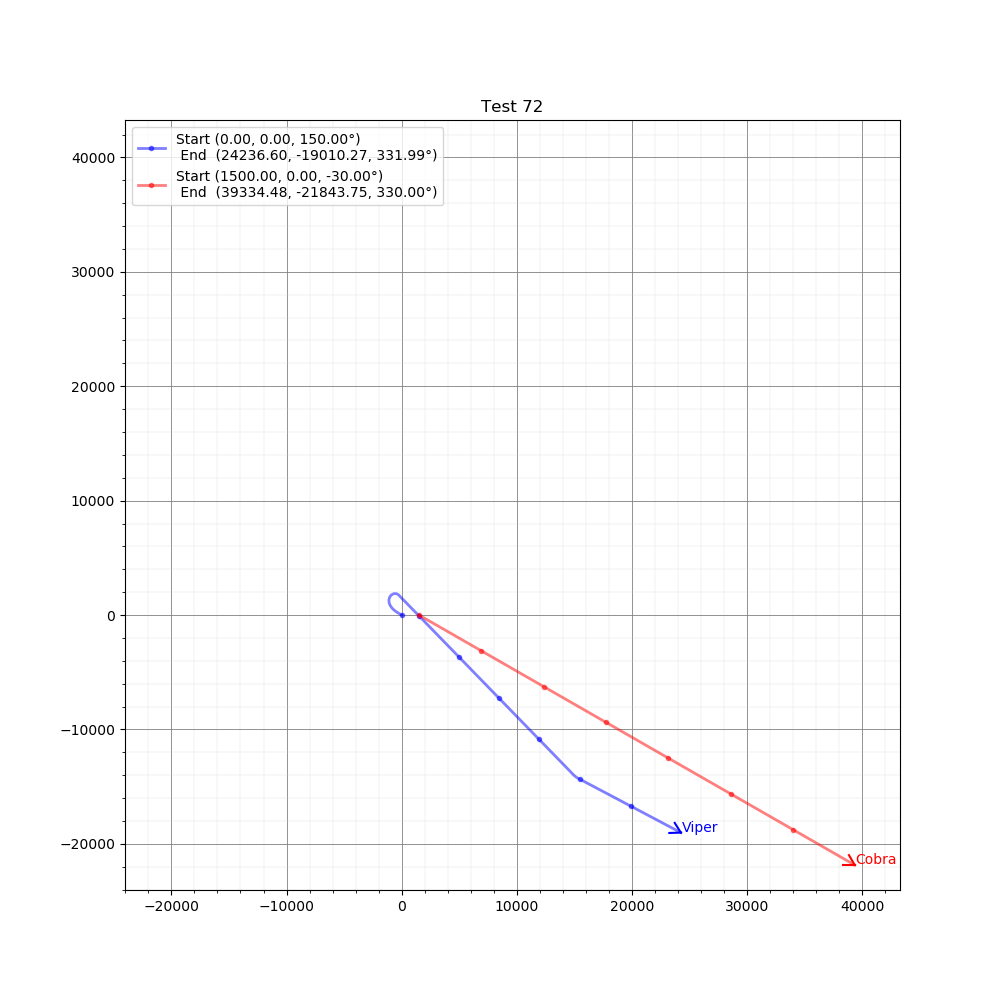 Test 72
Start (0.00, 0.00, 150.00°)
End (24236.60, -19010.27, 331.99°)
Start (1500.00, 0.00, -30.00°)
End (39334.48, -21843.75, 330.00°)
40000
30000
20000
10000
0
−10000
−20000
Viper
Cobra
−20000 −10000 0 10000 20000 30000 40000